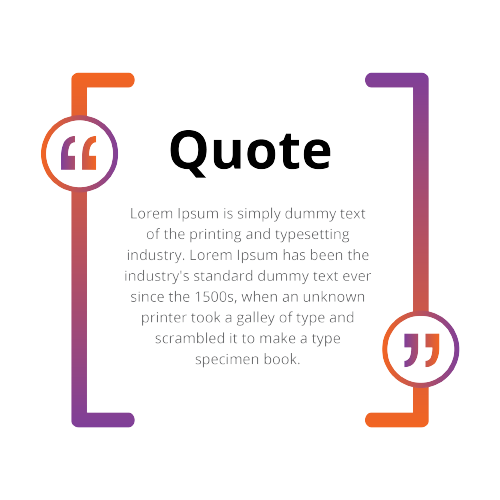 “
Quote
Lorem Ipsum is simply dummy text
of the printing and typesetting
industry. Lorem Ipsum has been the
industry's standard dummy text ever
since the 1500s, when an unknown
printer took a galley of type and
scrambled it to make a type
specimen book.
”